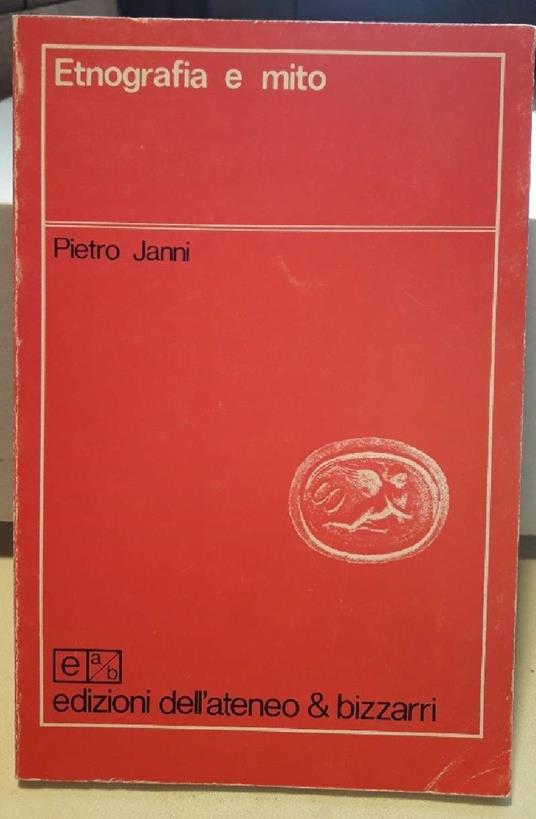 Etnografia e mito
Pietro Janni
e a/b
edizioni dell'ateneo & bizzarri